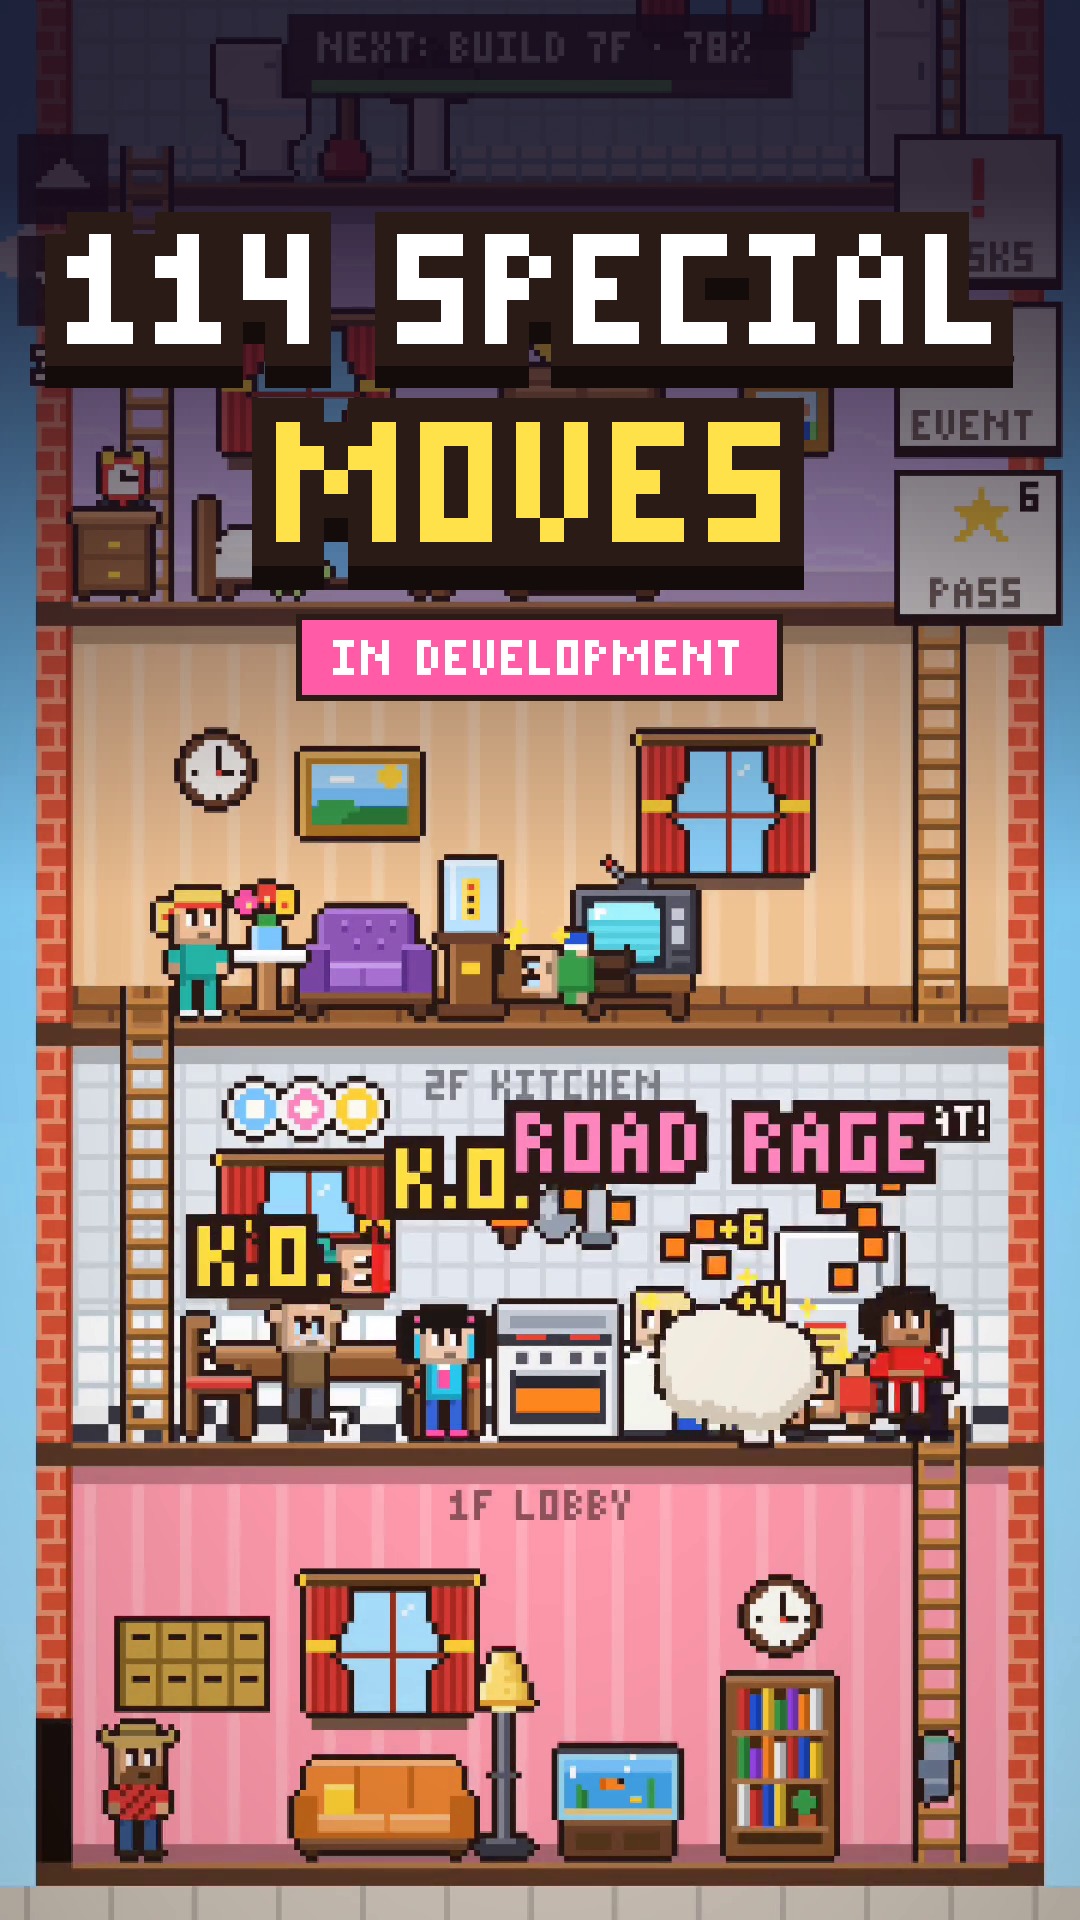 NEXT: BUILD 7F · 78%
114 SPECIAL
MOVES
EVENT
6
PASS
IN DEVELOPMENT
2F KITCHEN
ROAD RAGE
K.O.
+6
K.O.
+4
1F LOBBY